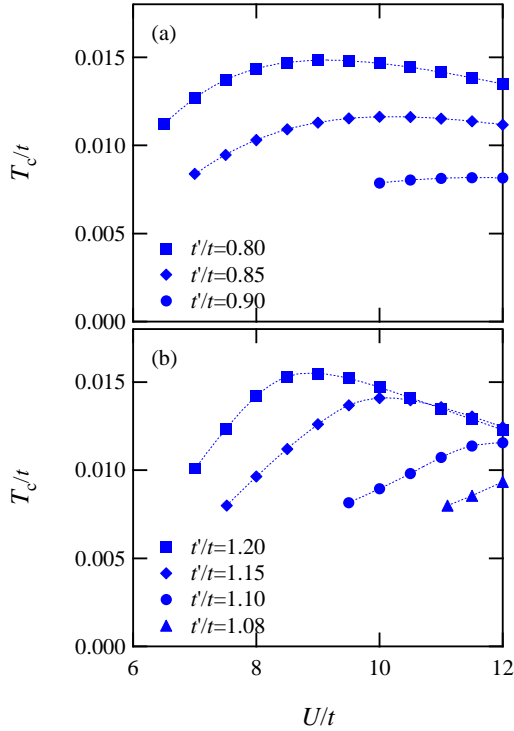 (a)
0.015
0.010
0.005
0.000
T_c/t
t'/t=0.80
t'/t=0.85
t'/t=0.90
(b)
0.015
0.010
0.005
0.000
T_c/t
t'/t=1.20
t'/t=1.15
t'/t=1.10
t'/t=1.08
6 8 10 12
U/t